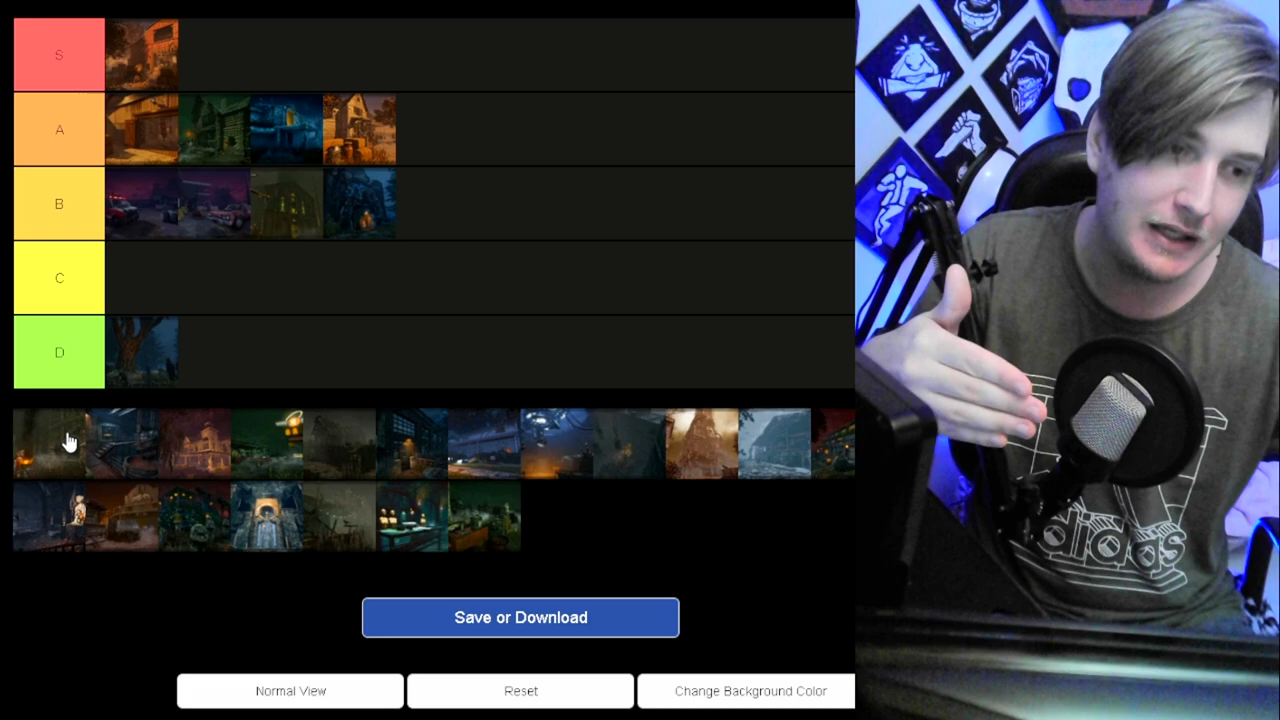 S
A
B
C
D
adidas
Save or Download
Normal View
Reset
Change Background Color